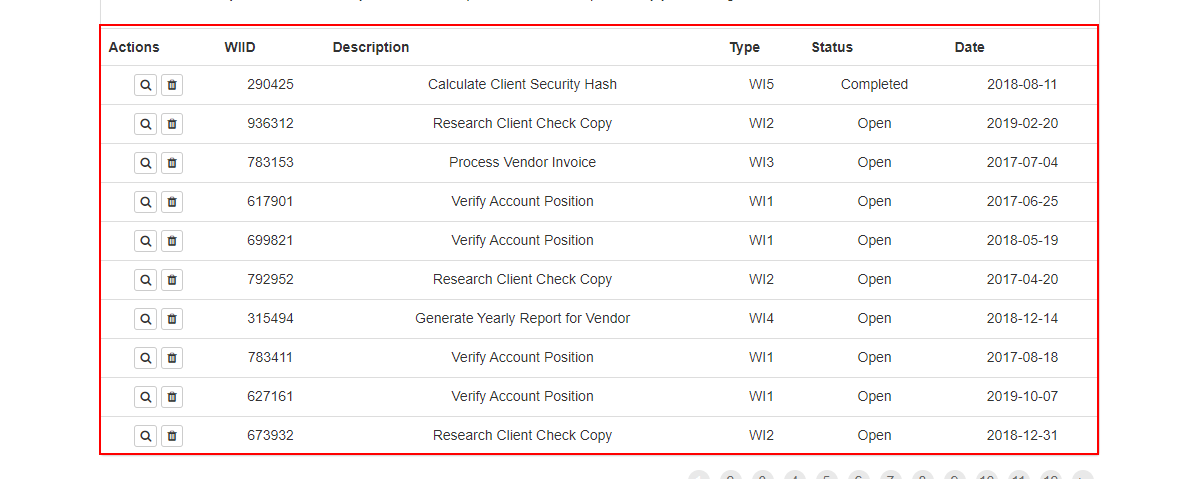 Actions WIID Description Type Status Date
290425 Calculate Client Security Hash WI5 Completed 2018-08-11
936312 Research Client Check Copy WI2 Open 2019-02-20
783153 Process Vendor Invoice WI3 Open 2017-07-04
617901 Verify Account Position WI1 Open 2017-06-25
699821 Verify Account Position WI1 Open 2018-05-19
792952 Research Client Check Copy WI2 Open 2017-04-20
315494 Generate Yearly Report for Vendor WI4 Open 2018-12-14
783411 Verify Account Position WI1 Open 2017-08-18
627161 Verify Account Position WI1 Open 2019-10-07
673932 Research Client Check Copy WI2 Open 2018-12-31